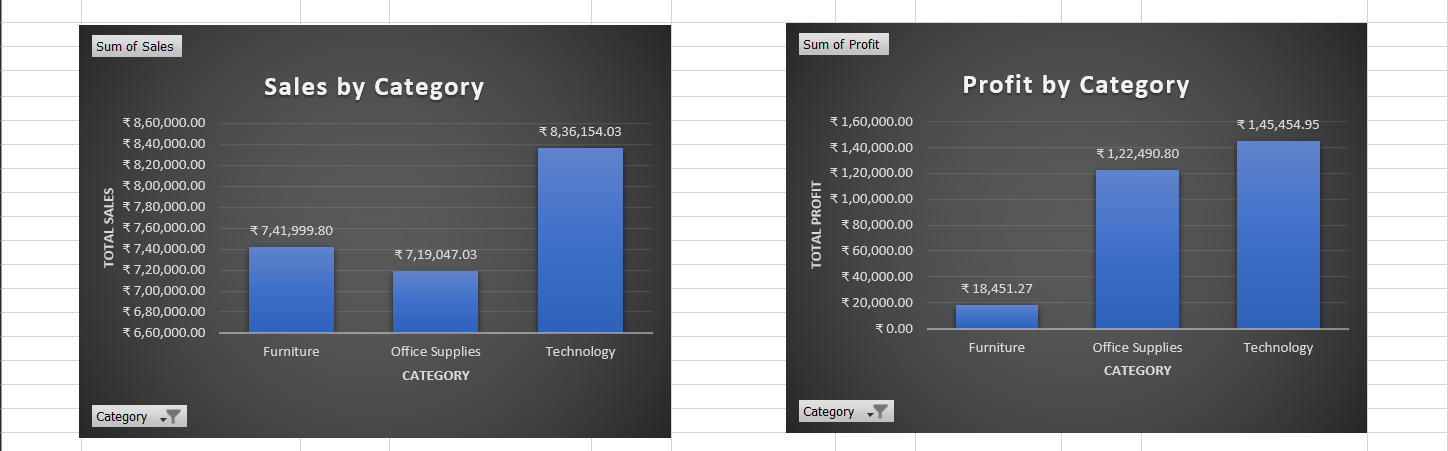 Sum of Sales
Sales by Category
TOTAL SALES
₹ 8,60,000.00
₹ 8,40,000.00
₹ 8,20,000.00
₹ 8,00,000.00
₹ 7,80,000.00
₹ 7,60,000.00
₹ 7,40,000.00
₹ 7,20,000.00
₹ 7,00,000.00
₹ 6,80,000.00
₹ 6,60,000.00
₹ 7,41,999.80
₹ 7,19,047.03
₹ 8,36,154.03
Furniture
Office Supplies
Technology
CATEGORY
Category
Sum of Profit
Profit by Category
TOTAL PROFIT
₹ 1,60,000.00
₹ 1,40,000.00
₹ 1,20,000.00
₹ 1,00,000.00
₹ 80,000.00
₹ 60,000.00
₹ 40,000.00
₹ 20,000.00
₹ 0.00
₹ 18,451.27
₹ 1,22,490.80
₹ 1,45,454.95
Furniture
Office Supplies
Technology
CATEGORY
Category